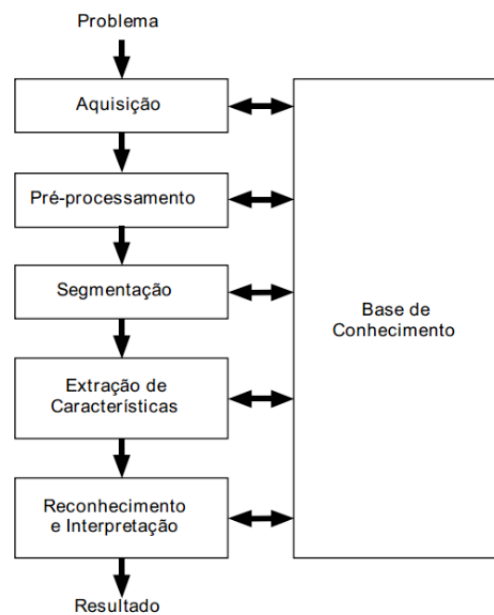 Problema
Aquisição
Pré-processamento
Segmentação
Extração de
Características
Reconhecimento
e Interpretação
Resultado
Base de
Conhecimento